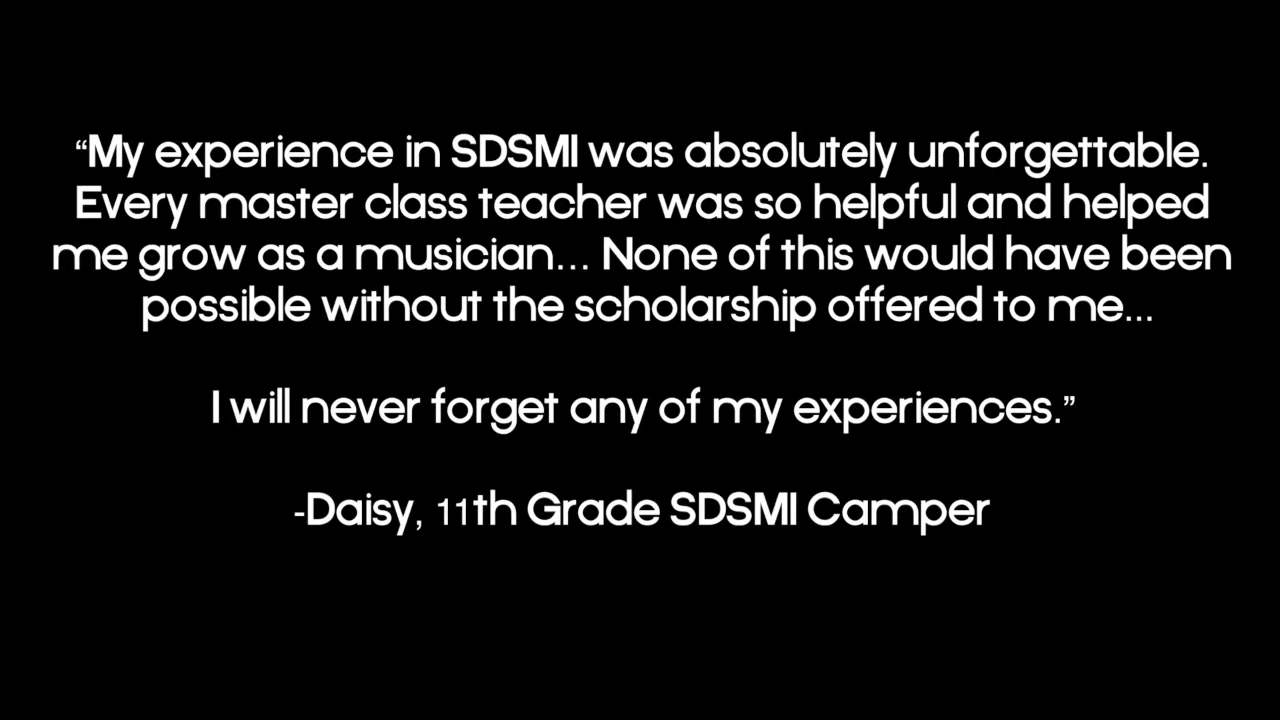 “My experience in SDSMI was absolutely unforgettable.
Every master class teacher was so helpful and helped
me grow as a musician... None of this would have been
possible without the scholarship offered to me...
I will never forget any of my experiences.”
-Daisy, 11th Grade SDSMI Camper